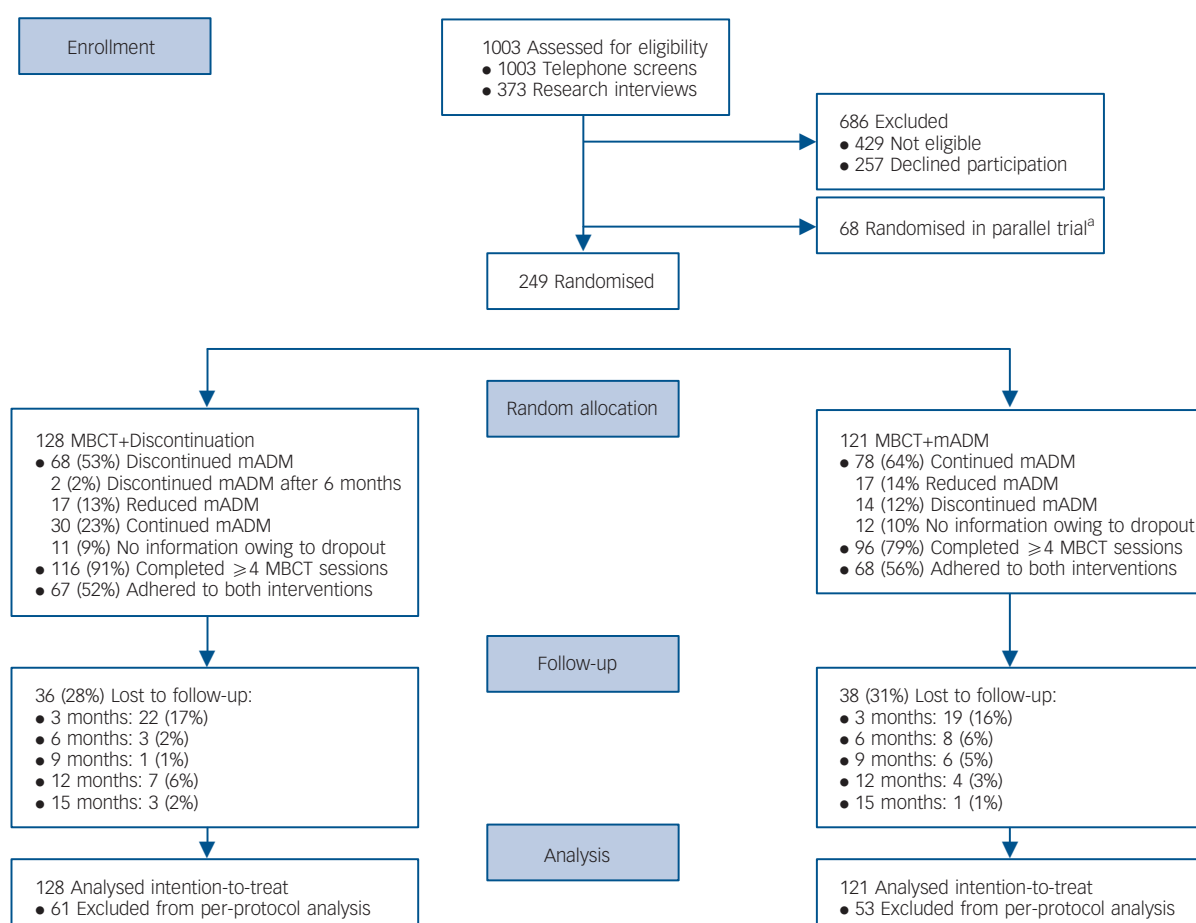 Enrollment
1003 Assessed for eligibility
● 1003 Telephone screens
● 373 Research interviews
686 Excluded
● 429 Not eligible
● 257 Declined participation
68 Randomised in parallel trialᵃ
249 Randomised
Random allocation
128 MBCT+Discontinuation
● 68 (53%) Discontinued mADM
2 (2%) Discontinued mADM after 6 months
17 (13%) Reduced mADM
30 (23%) Continued mADM
11 (9%) No information owing to dropout
● 116 (91%) Completed ⩾4 MBCT sessions
● 67 (52%) Adhered to both interventions
121 MBCT+mADM
● 78 (64%) Continued mADM
17 (14% Reduced mADM
14 (12%) Discontinued mADM
12 (10% No information owing to dropout
● 96 (79%) Completed ⩾4 MBCT sessions
● 68 (56%) Adhered to both interventions
Follow-up
36 (28%) Lost to follow-up:
● 3 months: 22 (17%)
● 6 months: 3 (2%)
● 9 months: 1 (1%)
● 12 months: 7 (6%)
● 15 months: 3 (2%)
38 (31%) Lost to follow-up:
● 3 months: 19 (16%)
● 6 months: 8 (6%)
● 9 months: 6 (5%)
● 12 months: 4 (3%)
● 15 months: 1 (1%)
Analysis
128 Analysed intention-to-treat
● 61 Excluded from per-protocol analysis
121 Analysed intention-to-treat
● 53 Excluded from per-protocol analysis